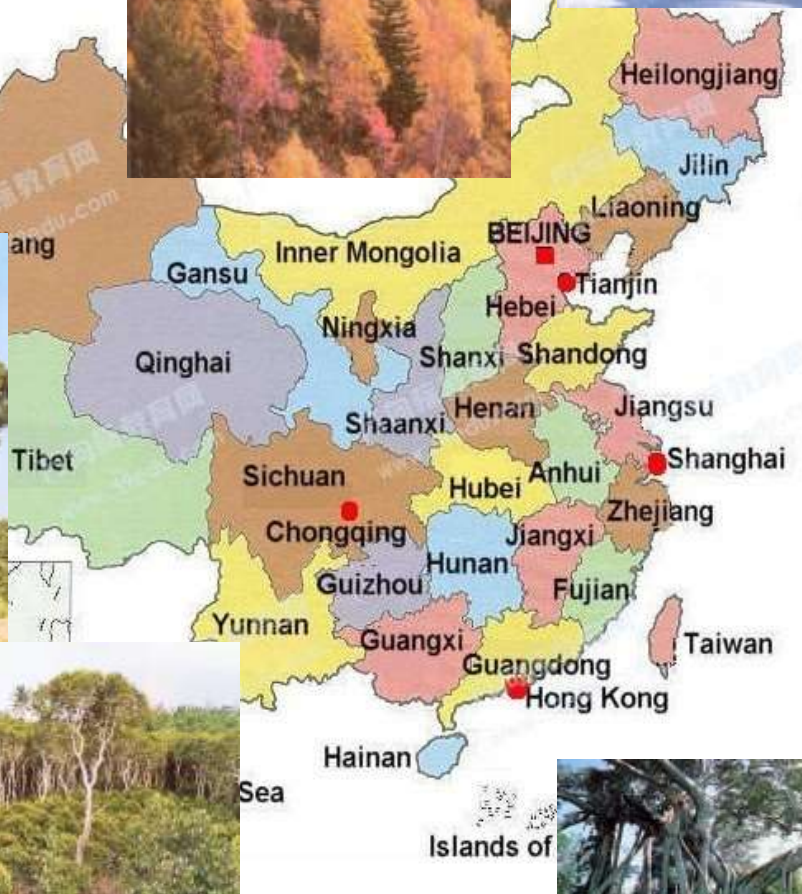 Heilongjiang
Jilin
Liaoning
BEIJING
ang
Inner Mongolia
Gansu
Tianjin
Hebei
Ningxia
Qinghai
Shanxi
Shandong
Henan
Jiangsu
Shaanxi
Tibet
Shanghai
Sichuan
Anhui
Hubei
Zhejiang
Chongqing
Jiangxi
Hunan
Guizhou
Fujian
Yunnan
Guangxi
Taiwan
Guangdong
Hong Kong
Hainan
Sea
Islands of